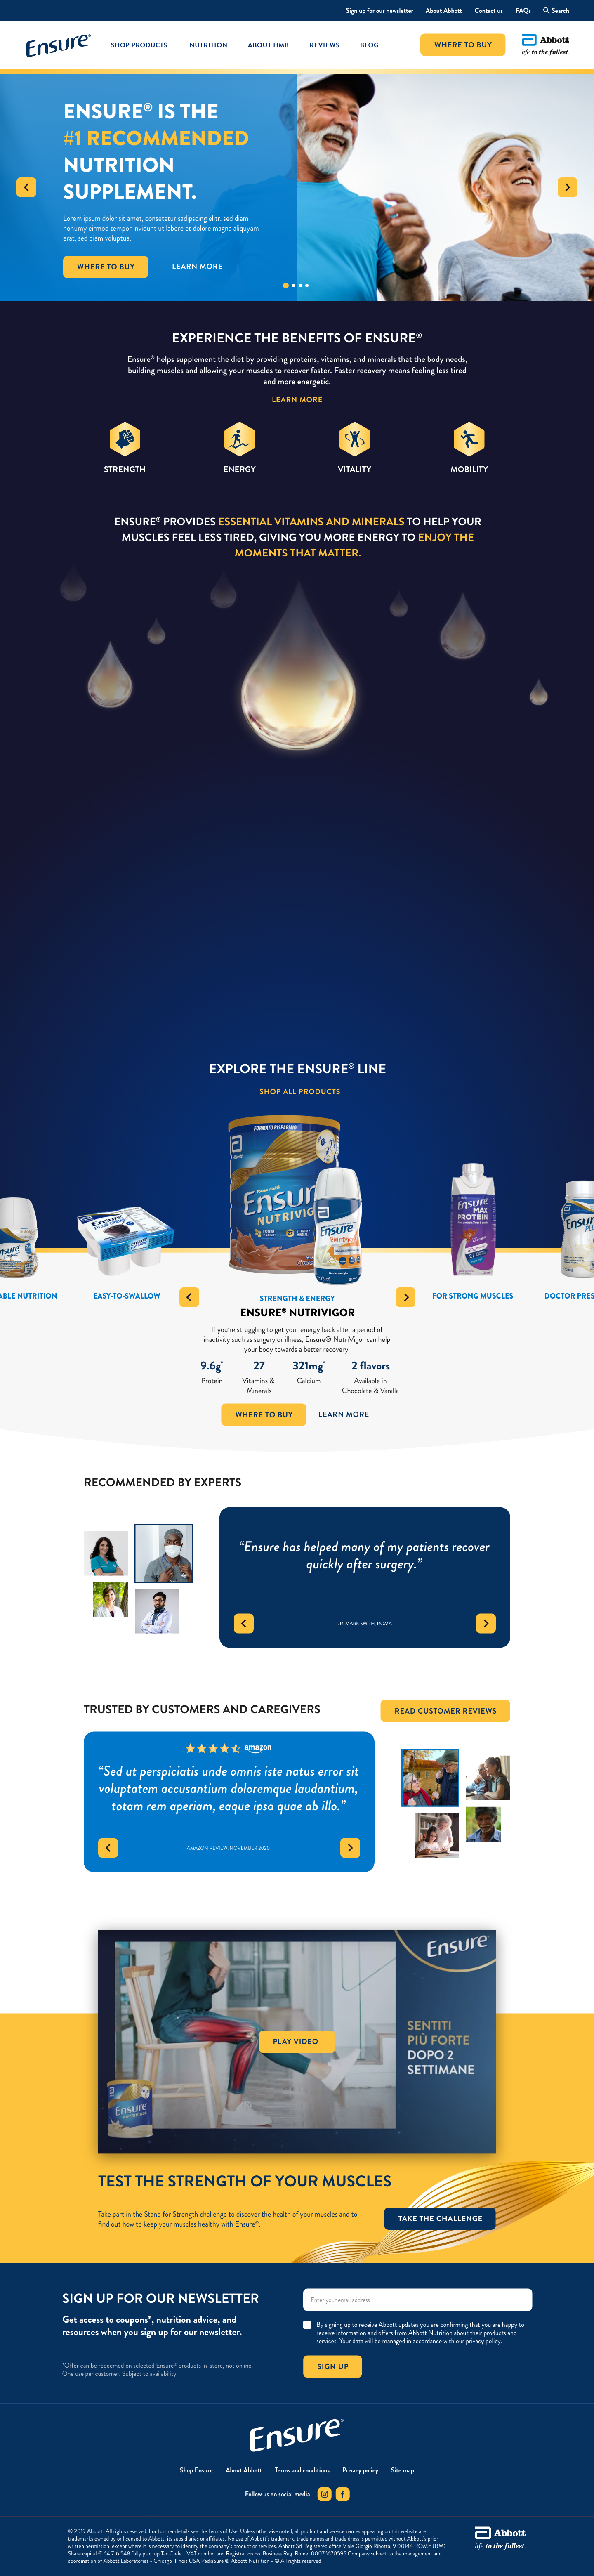 Sign up for our newsletter About Abbott Contact us FAQs Search
Ensure®
SHOP PRODUCTS NUTRITION ABOUT HMB REVIEWS BLOG
WHERE TO BUY
Abbott
life. to the fullest.
ENSURE® IS THE
#1 RECOMMENDED
NUTRITION
SUPPLEMENT.
Lorem ipsum dolor sit amet, consetetur sadipscing elitr, sed diam
nonumy eirmod tempor invidunt ut labore et dolore magna aliquyam
erat, sed diam voluptua.
WHERE TO BUY LEARN MORE
EXPERIENCE THE BENEFITS OF ENSURE®
Ensure® helps supplement the diet by providing proteins, vitamins, and minerals that the body needs,
building muscles and allowing your muscles to recover faster. Faster recovery means feeling less tired
and more energetic.
LEARN MORE
STRENGTH ENERGY VITALITY MOBILITY
ENSURE® PROVIDES ESSENTIAL VITAMINS AND MINERALS TO HELP YOUR
MUSCLES FEEL LESS TIRED, GIVING YOU MORE ENERGY TO ENJOY THE
MOMENTS THAT MATTER.
EXPLORE THE ENSURE® LINE
SHOP ALL PRODUCTS
FORMATO RISPARMIO
Abbott
Ensure
NUTRIVIG
Ensure
Ensure
MAX
PROTEIN
ABLE NUTRITION EASY-TO-SWALLOW FOR STRONG MUSCLES DOCTOR PRES
STRENGTH & ENERGY
ENSURE® NUTRIVIGOR
If you're struggling to get your energy back after a period of
inactivity such as surgery or illness, Ensure® NutriVigor can help
your body towards a better recovery.
9.6g* 27 321mg* 2 flavors
Protein Vitamins & Calcium Available in
Minerals Chocolate & Vanilla
WHERE TO BUY LEARN MORE
RECOMMENDED BY EXPERTS
“Ensure has helped many of my patients recover
quickly after surgery.”
DR. MARK SMITH, ROMA
TRUSTED BY CUSTOMERS AND CAREGIVERS
READ CUSTOMER REVIEWS
amazon
“Sed ut perspiciatis unde omnis iste natus error sit
voluptatem accusantium doloremque laudantium,
totam rem aperiam, eaque ipsa quae ab illo.”
AMAZON REVIEW, NOVEMBER 2020
Ensure®
PLAY VIDEO
SENTITI
PIÙ FORTE
DOPO 2
SETTIMANE
Ensure
TEST THE STRENGTH OF YOUR MUSCLES
Take part in the Stand for Strength challenge to discover the health of your muscles and to
find out how to keep your muscles healthy with Ensure®.
TAKE THE CHALLENGE
SIGN UP FOR OUR NEWSLETTER
Get access to coupons*, nutrition advice, and
resources when you sign up for our newsletter.
*Offer can be redeemed on selected Ensure® products in-store, not online.
One use per customer. Subject to availability.
Enter your email address
By signing up to receive Abbott updates you are confirming that you are happy to
receive information and offers from Abbott Nutrition about their products and
services. Your data will be managed in accordance with our privacy policy.
SIGN UP
Ensure®
Shop Ensure About Abbott Terms and conditions Privacy policy Site map
Follow us on social media
© 2019 Abbott. All rights reserved. For further details see the Terms of Use. Unless otherwise noted, all product and service names appearing on this website are
trademarks owned by or licensed to Abbott, its subsidiaries or affiliates. No use of Abbott's trademark, trade names and trade dress is permitted without Abbott's prior
written permission, except where it is necessary to identify the company's product or services. Abbott Srl Registered office Viale Giorgio Ribotta, 9 00144 ROME (RM)
Share capital € 64.716.548 fully paid-up Tax Code - VAT number and Registration no. Business Reg. Rome: 00076670595 Company subject to the management and
coordination of Abbott Laboratories - Chicago Illinois USA PediaSure ® Abbott Nutrition - © All rights reserved
Abbott
life. to the fullest.